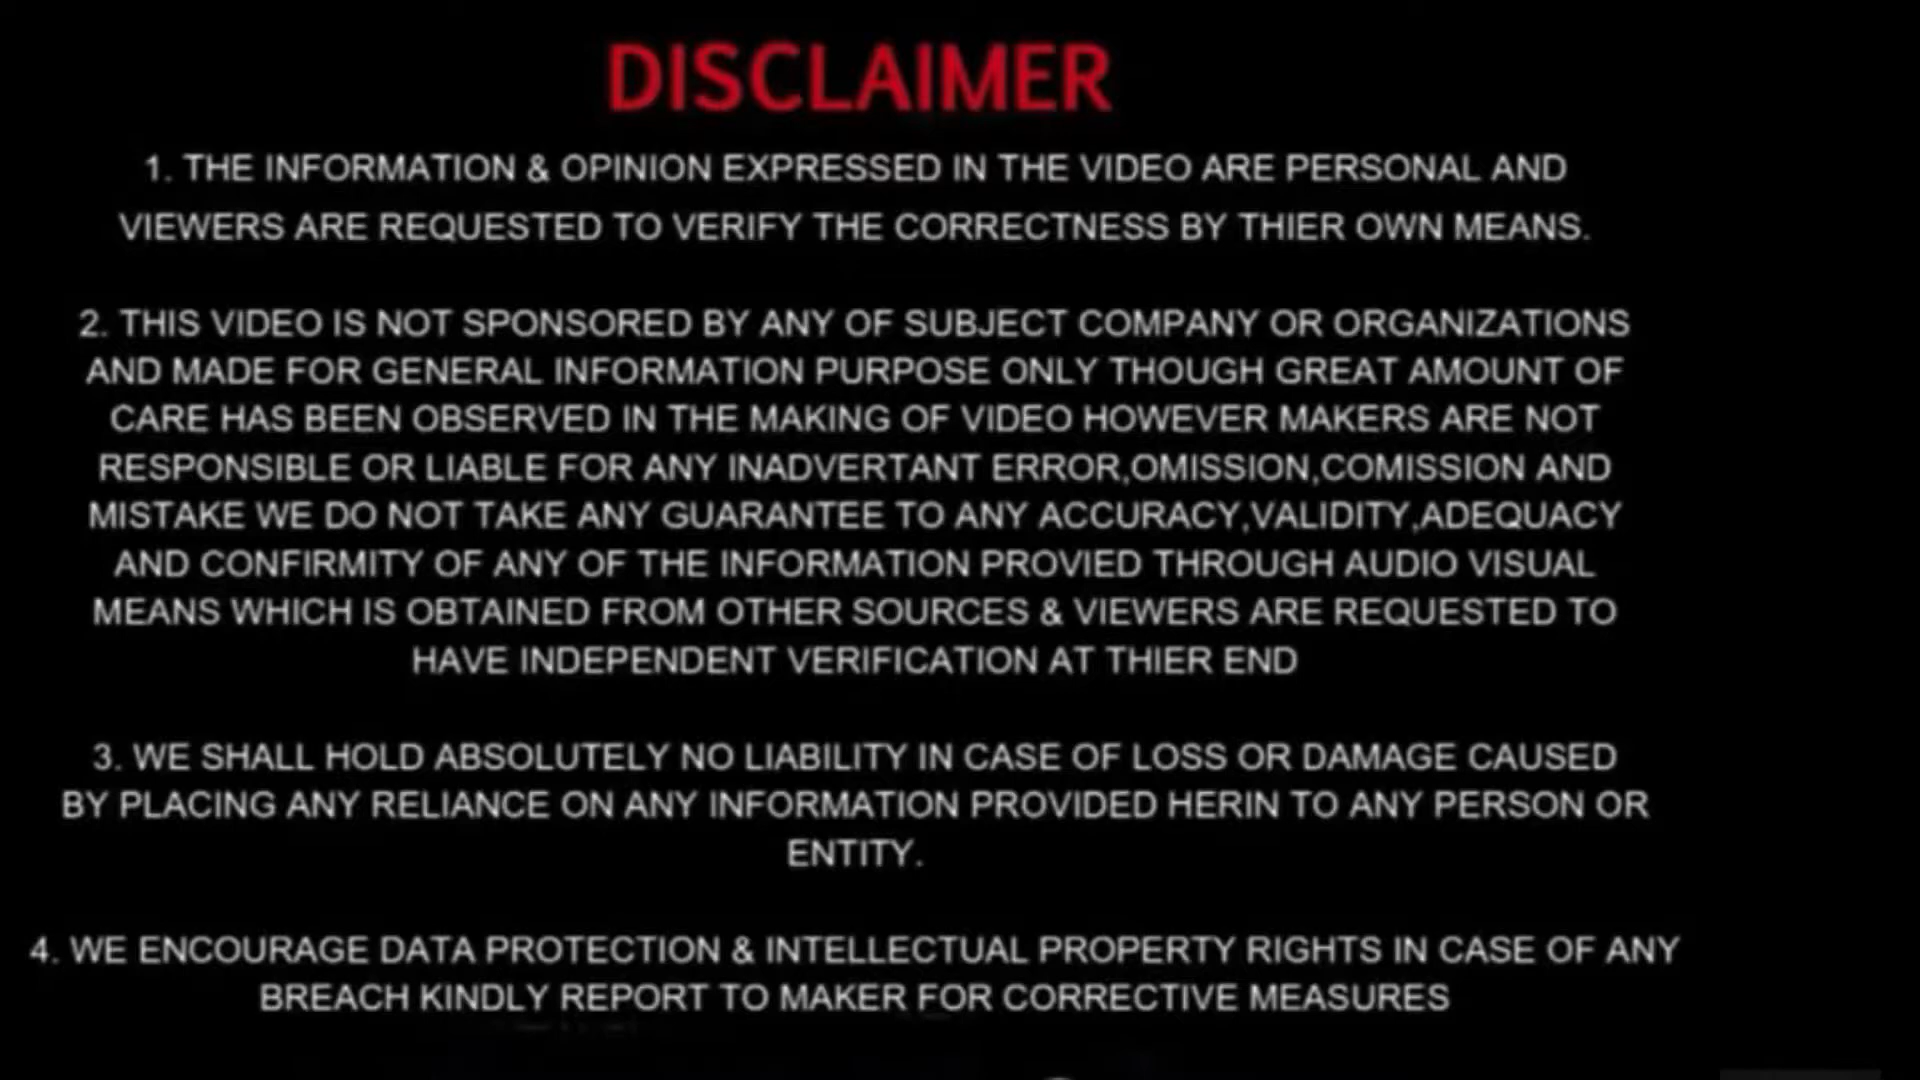 DISCLAIMER
1. THE INFORMATION & OPINION EXPRESSED IN THE VIDEO ARE PERSONAL AND
VIEWERS ARE REQUESTED TO VERIFY THE CORRECTNESS BY THIER OWN MEANS.
2. THIS VIDEO IS NOT SPONSORED BY ANY OF SUBJECT COMPANY OR ORGANIZATIONS
AND MADE FOR GENERAL INFORMATION PURPOSE ONLY THOUGH GREAT AMOUNT OF
CARE HAS BEEN OBSERVED IN THE MAKING OF VIDEO HOWEVER MAKERS ARE NOT
RESPONSIBLE OR LIABLE FOR ANY INADVERTANT ERROR,OMISSION,COMISSION AND
MISTAKE WE DO NOT TAKE ANY GUARANTEE TO ANY ACCURACY,VALIDITY,ADEQUACY
AND CONFIRMITY OF ANY OF THE INFORMATION PROVIED THROUGH AUDIO VISUAL
MEANS WHICH IS OBTAINED FROM OTHER SOURCES & VIEWERS ARE REQUESTED TO
HAVE INDEPENDENT VERIFICATION AT THIER END
3. WE SHALL HOLD ABSOLUTELY NO LIABILITY IN CASE OF LOSS OR DAMAGE CAUSED
BY PLACING ANY RELIANCE ON ANY INFORMATION PROVIDED HERIN TO ANY PERSON OR
ENTITY.
4. WE ENCOURAGE DATA PROTECTION & INTELLECTUAL PROPERTY RIGHTS IN CASE OF ANY
BREACH KINDLY REPORT TO MAKER FOR CORRECTIVE MEASURES